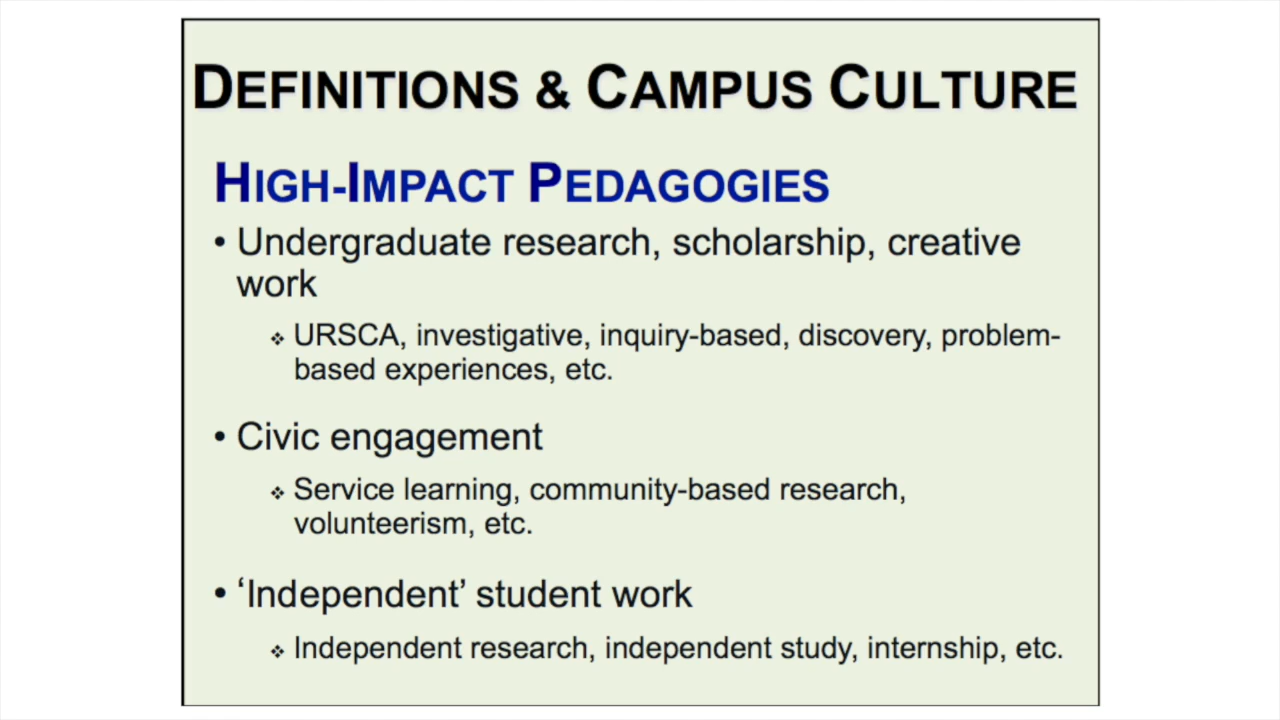 DEFINITIONS & CAMPUS CULTURE
HIGH-IMPACT PEDAGOGIES
• Undergraduate research, scholarship, creative
work
❖ URSCA, investigative, inquiry-based, discovery, problem-
based experiences, etc.
• Civic engagement
❖ Service learning, community-based research,
volunteerism, etc.
• ‘Independent’ student work
❖ Independent research, independent study, internship, etc.